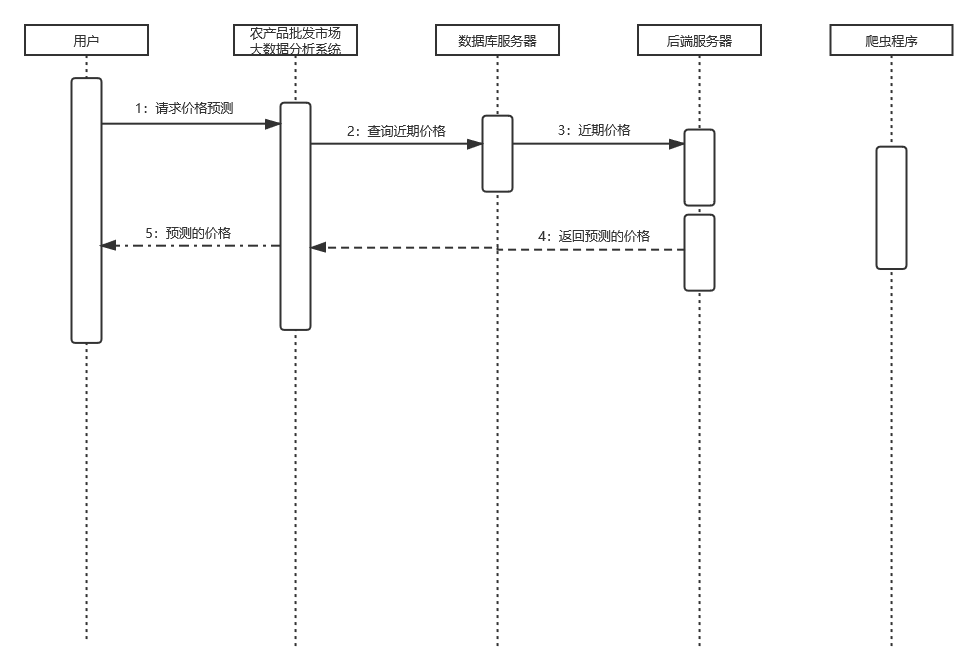 用户
农产品批发市场
大数据分析系统
数据库服务器
后端服务器
爬虫程序
1：请求价格预测
2：查询近期价格
3：近期价格
5：预测的价格
4：返回预测的价格